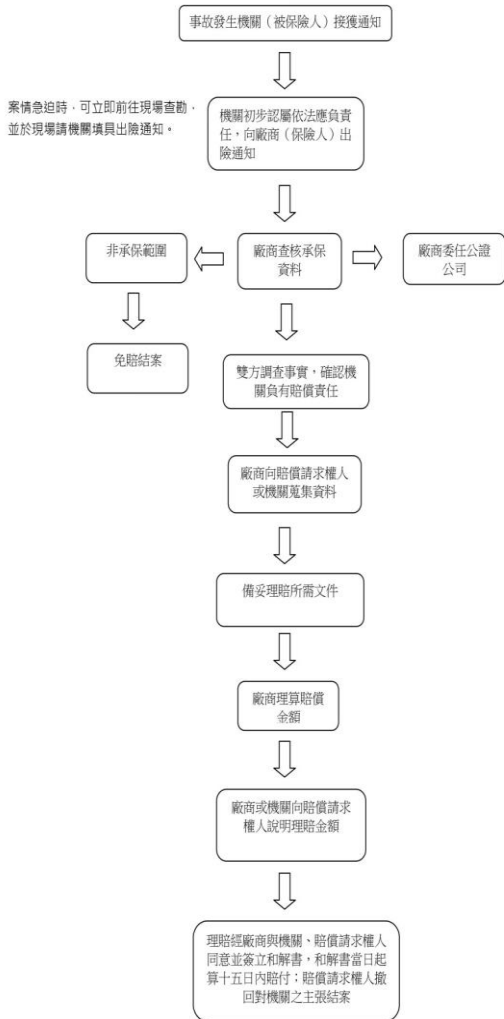 事故發生機關（被保險人）接獲通知
案情急迫時，可立即前往現場查勘，
並於現場請機關填具出險通知。
機關初步認屬依法應負責
任，向廠商（保險人）出
險通知
非承保範圍
廠商查核承保
資料
廠商委任公證
公司
免賠結案
雙方調查事實，確認機
關負有賠償責任
廠商向賠償請求權人
或機關蒐集資料
備妥理賠所需文件
廠商理算賠償
金額
廠商或機關向賠償請求
權人說明理賠金額
理賠經廠商與機關、賠償請求權人
同意並簽立和解書，和解書當日起
算十五日內賠付；賠償請求權人撤
回對機關之主張結案